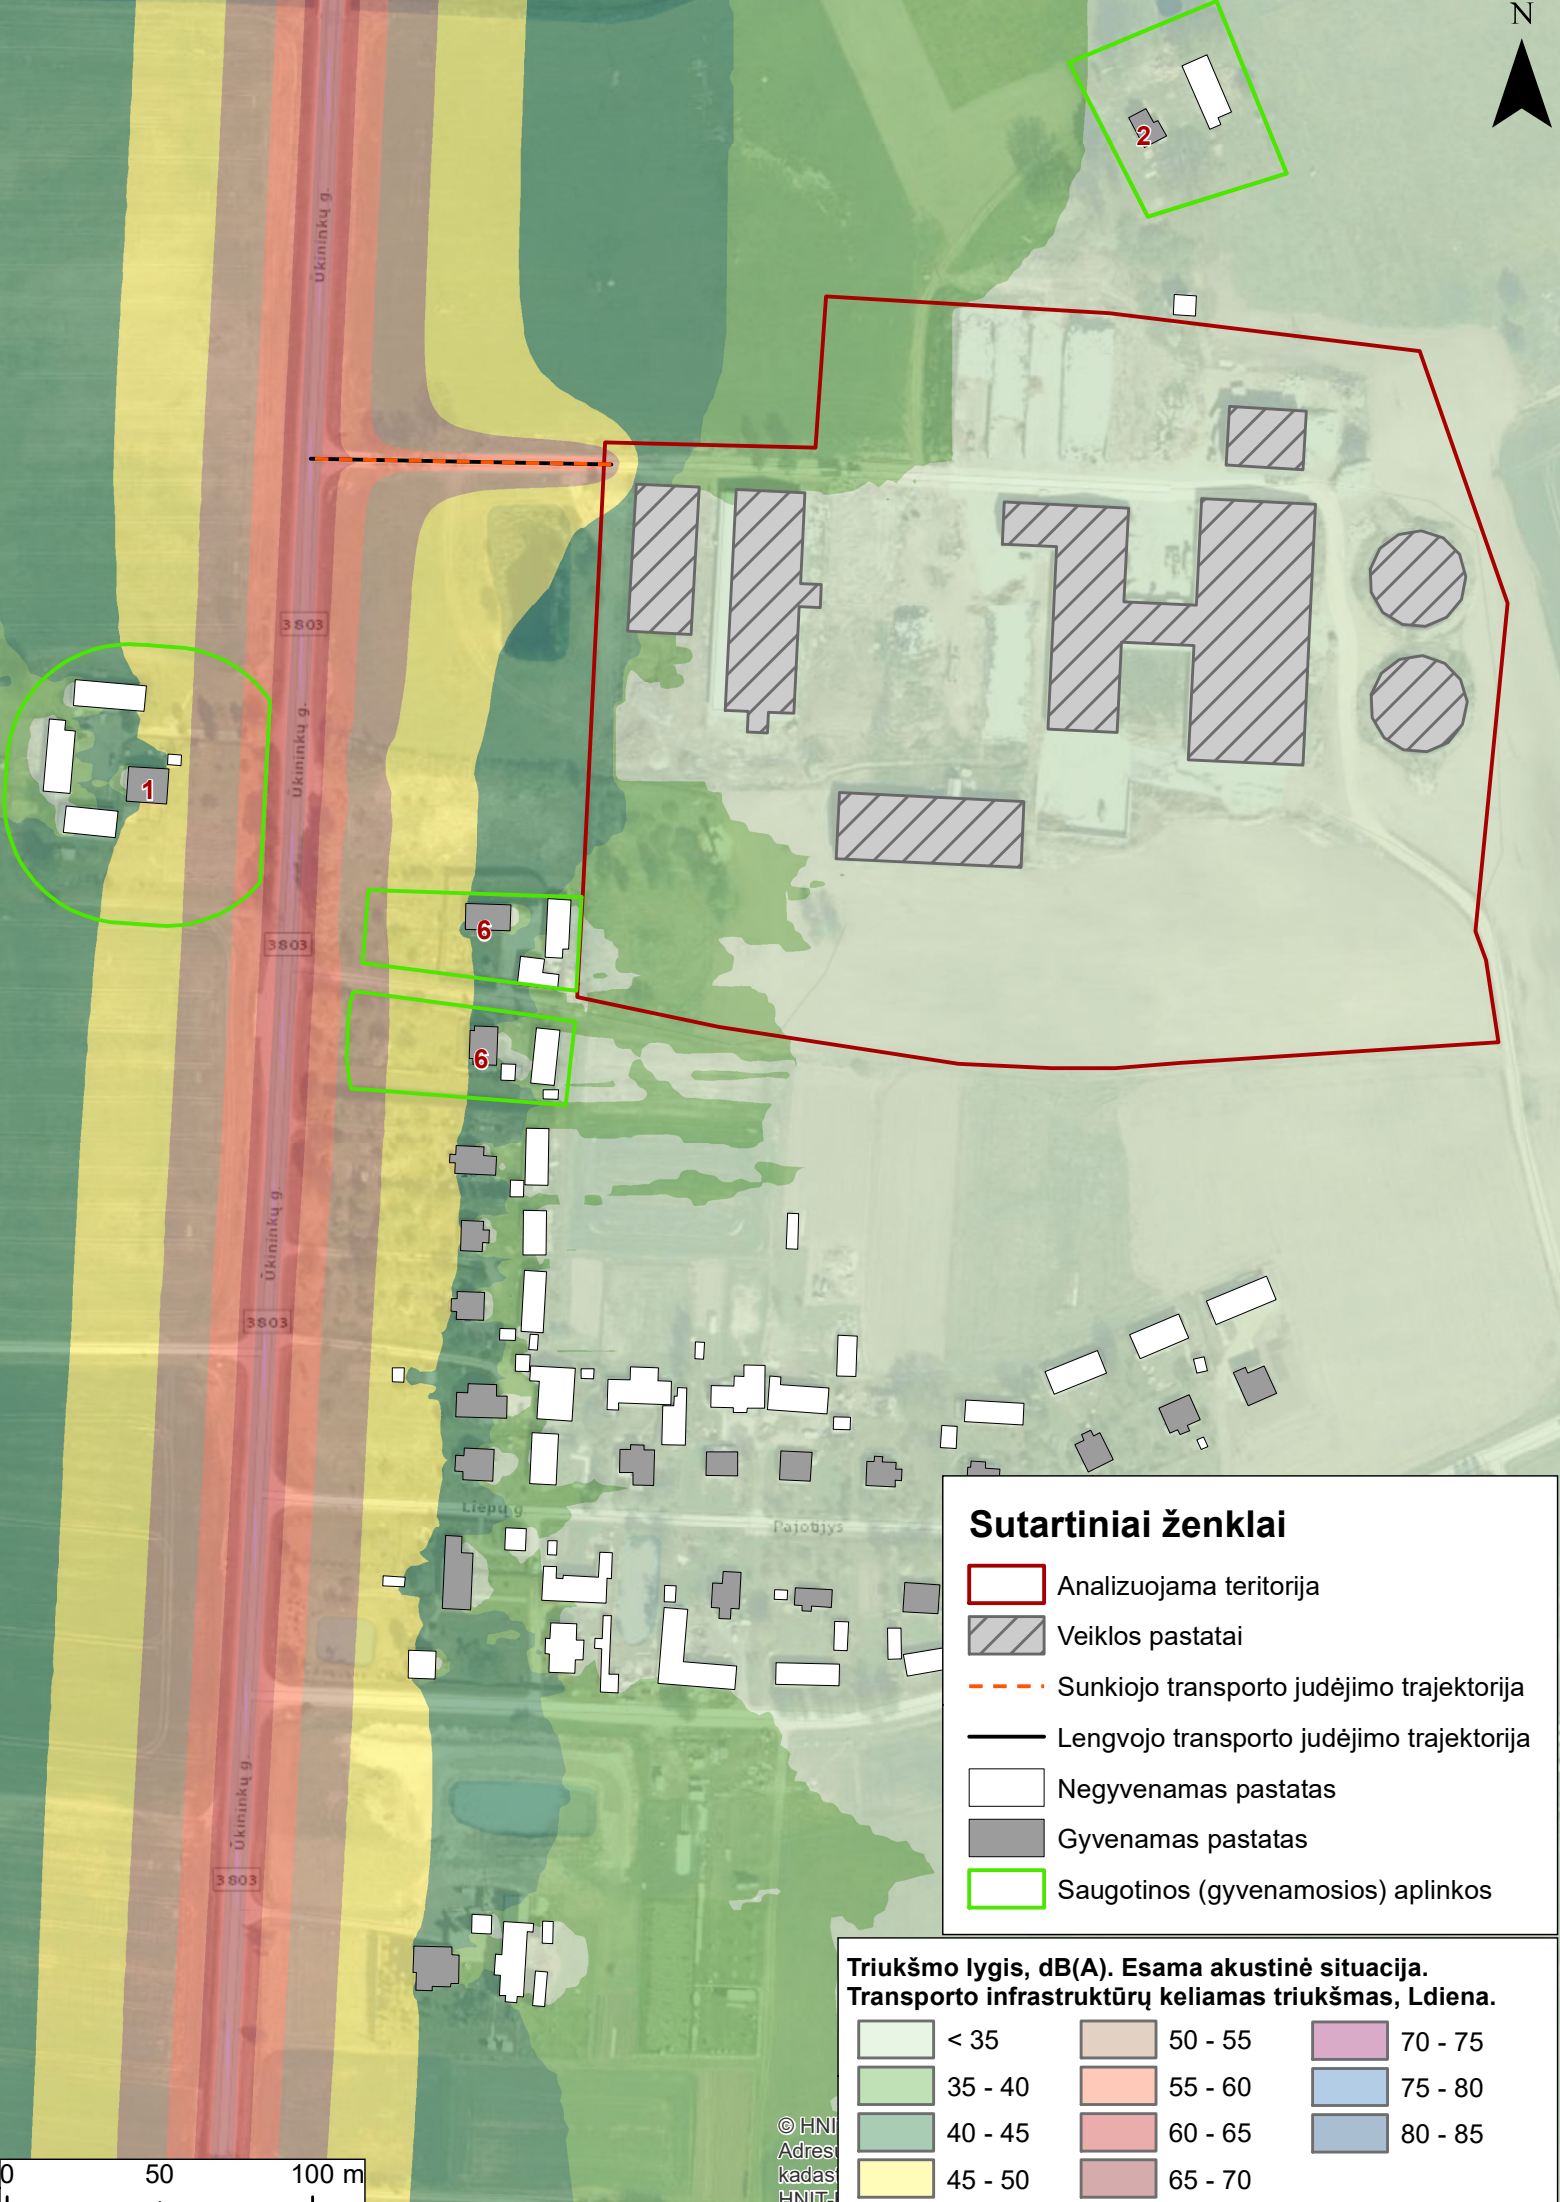 N
Ūkininkų g.
3803
Ūkininkų g.
1
2
3803
6
6
Ūkininkų g.
3803
Liepų g.
Pajotijys
Ūkininkų g.
3803
Sutartiniai ženklai
Analizuojama teritorija
Veiklos pastatai
Sunkiojo transporto judėjimo trajektorija
Lengvojo transporto judėjimo trajektorija
Negyvenamas pastatas
Gyvenamas pastatas
Saugotinos (gyvenamosios) aplinkos
Triukšmo lygis, dB(A). Esama akustinė situacija.
Transporto infrastruktūrų keliamas triukšmas, Ldiena.
< 35
35 - 40
40 - 45
45 - 50
50 - 55
55 - 60
60 - 65
65 - 70
70 - 75
75 - 80
80 - 85
0 50 100 m
© HNI